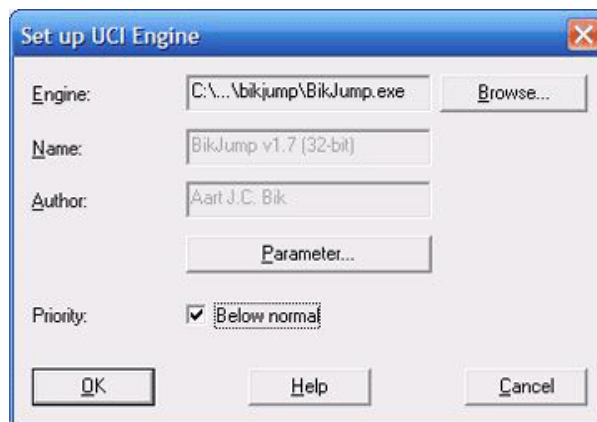 Set up UCI Engine
Engine: C:\...\bikjump\BikJump.exe Browse...
Name: BikJump v1.7 (32-bit)
Author: Aart J.C. Bik
Parameter...
Priority: Below normal
OK Help Cancel